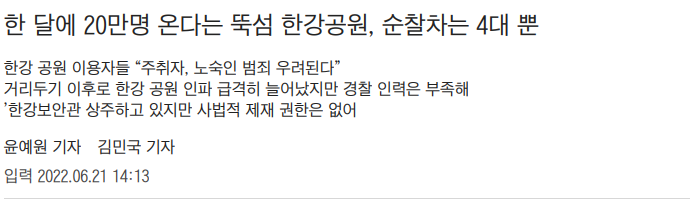 한 달에 20만명 온다는 뚝섬 한강공원, 순찰차는 4대 뿐
한강 공원 이용자들 “주취자, 노숙인 범죄 우려된다”
거리두기 이후로 한강 공원 인파 급격히 늘어났지만 경찰 인력은 부족해
’한강보안관 상주하고 있지만 사법적 제재 권한은 없어
윤예원 기자 김민국 기자
입력 2022.06.21 14:13